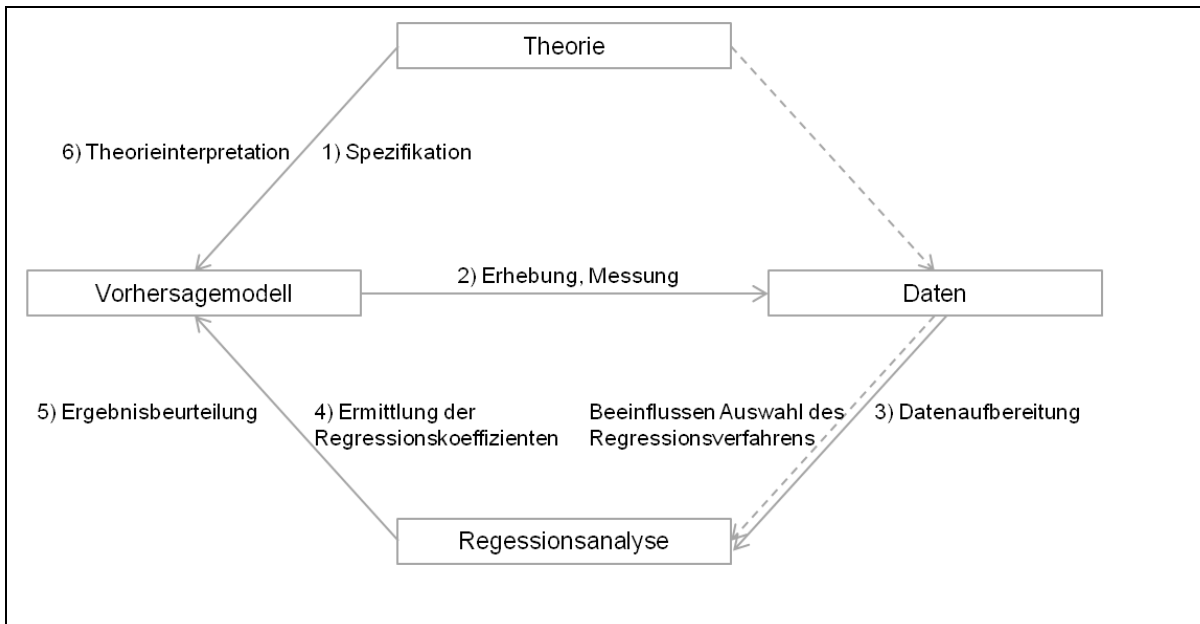 Theorie
6) Theorieinterpretation
1) Spezifikation
Vorhersagemodell
2) Erhebung, Messung
Daten
5) Ergebnisbeurteilung
4) Ermittlung der
Regressionskoeffizienten
Beeinflussen Auswahl des
Regressionsverfahrens
3) Datenaufbereitung
Regessionsanalyse